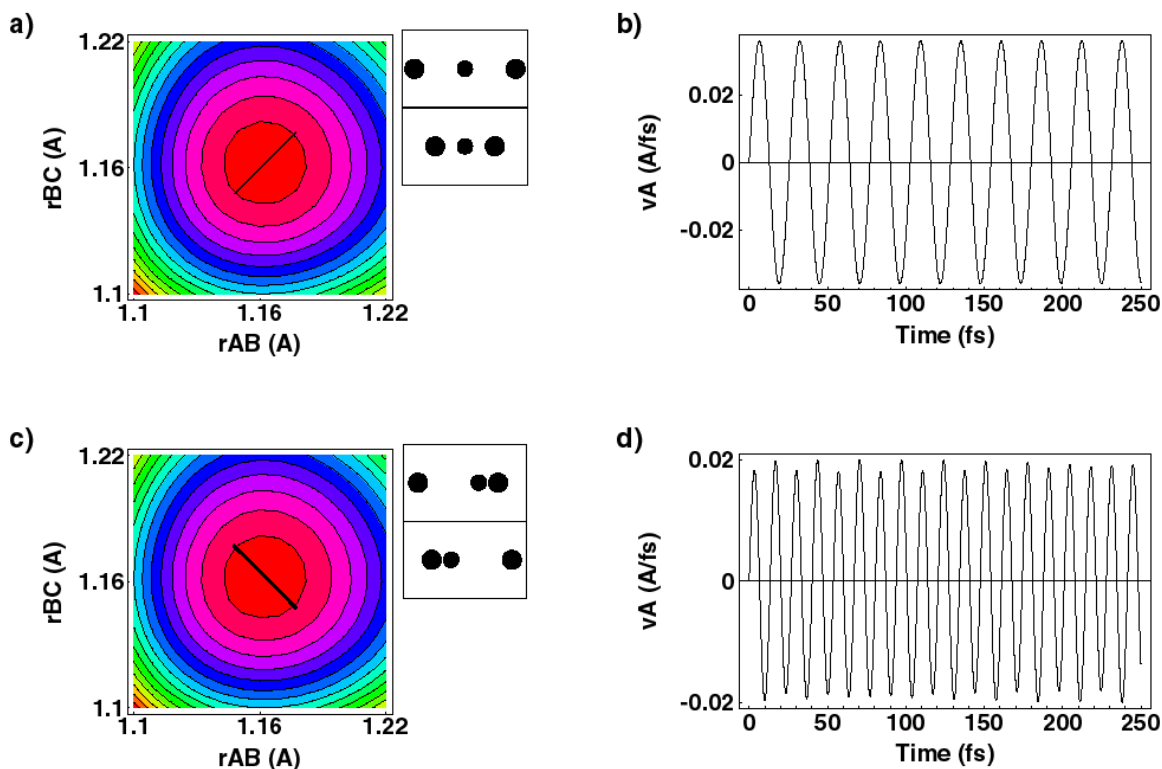 a)
1.22
rBC (A)
1.16
1.1
1.1 1.16 1.22
rAB (A)
b)
0.02
vA (A/fs)
0
-0.02
0 50 100 150 200 250
Time (fs)
c)
1.22
rBC (A)
1.16
1.1
1.1 1.16 1.22
rAB (A)
d)
0.02
vA (A/fs)
0
-0.02
0 50 100 150 200 250
Time (fs)